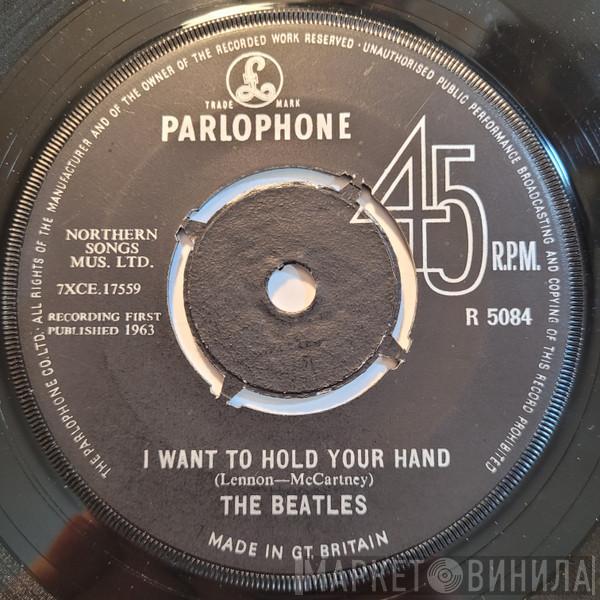 THE PARLOPHONE CO. LTD. · ALL RIGHTS OF THE MANUFACTURER AND OF THE OWNER OF THE RECORDED WORK RESERVED · UNAUTHORISED PUBLIC PERFORMANCE BROADCASTING AND COPYING OF THIS RECORD PROHIBITED
£
TRADE MARK
PARLOPHONE
45
R.P.M.
NORTHERN
SONGS
MUS. LTD.
7XCE.17559
RECORDING FIRST
PUBLISHED 1963
R 5084
I WANT TO HOLD YOUR HAND
(Lennon—McCartney)
THE BEATLES
MADE IN GT. BRITAIN
МАРКЕТ ВИНИЛА